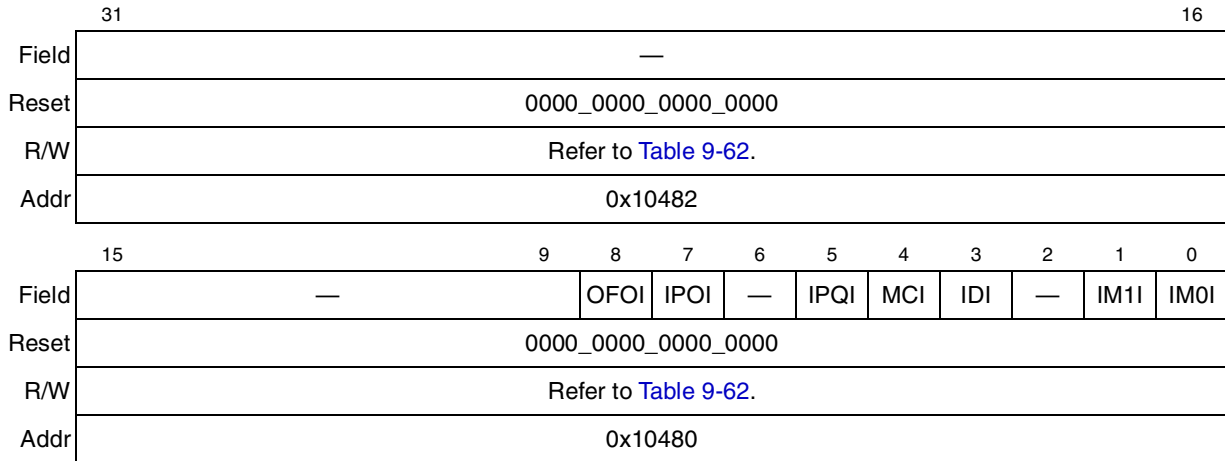 31 16
Field —
Reset 0000_0000_0000_0000
R/W Refer to Table 9-62.
Addr 0x10482
15 9 8 7 6 5 4 3 2 1 0
Field — OFOI IPOI — IPQI MCI IDI — IM1I IM0I
Reset 0000_0000_0000_0000
R/W Refer to Table 9-62.
Addr 0x10480